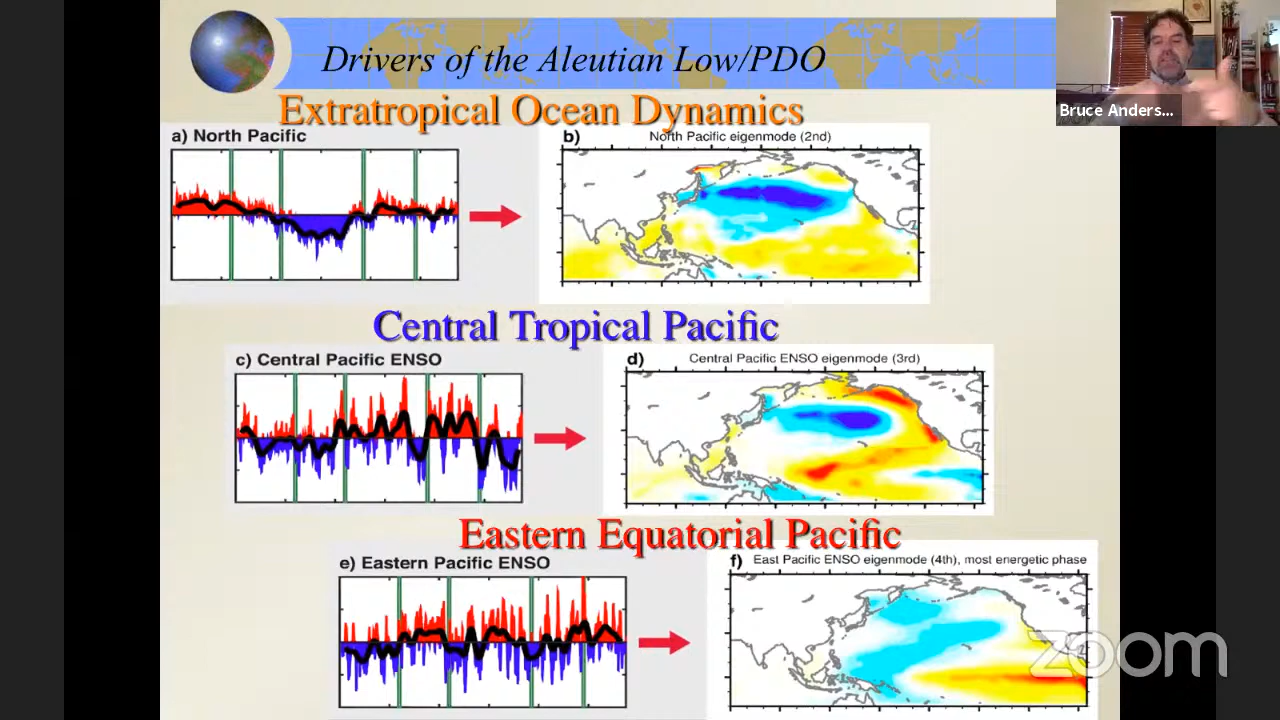 Drivers of the Aleutian Low/PDO
Bruce Anders...
Extratropical Ocean Dynamics
a) North Pacific
b) North Pacific eigenmode (2nd)
Central Tropical Pacific
c) Central Pacific ENSO
d) Central Pacific ENSO eigenmode (3rd)
Eastern Equatorial Pacific
e) Eastern Pacific ENSO
f) East Pacific ENSO eigenmode (4th), most energetic phase
zoom